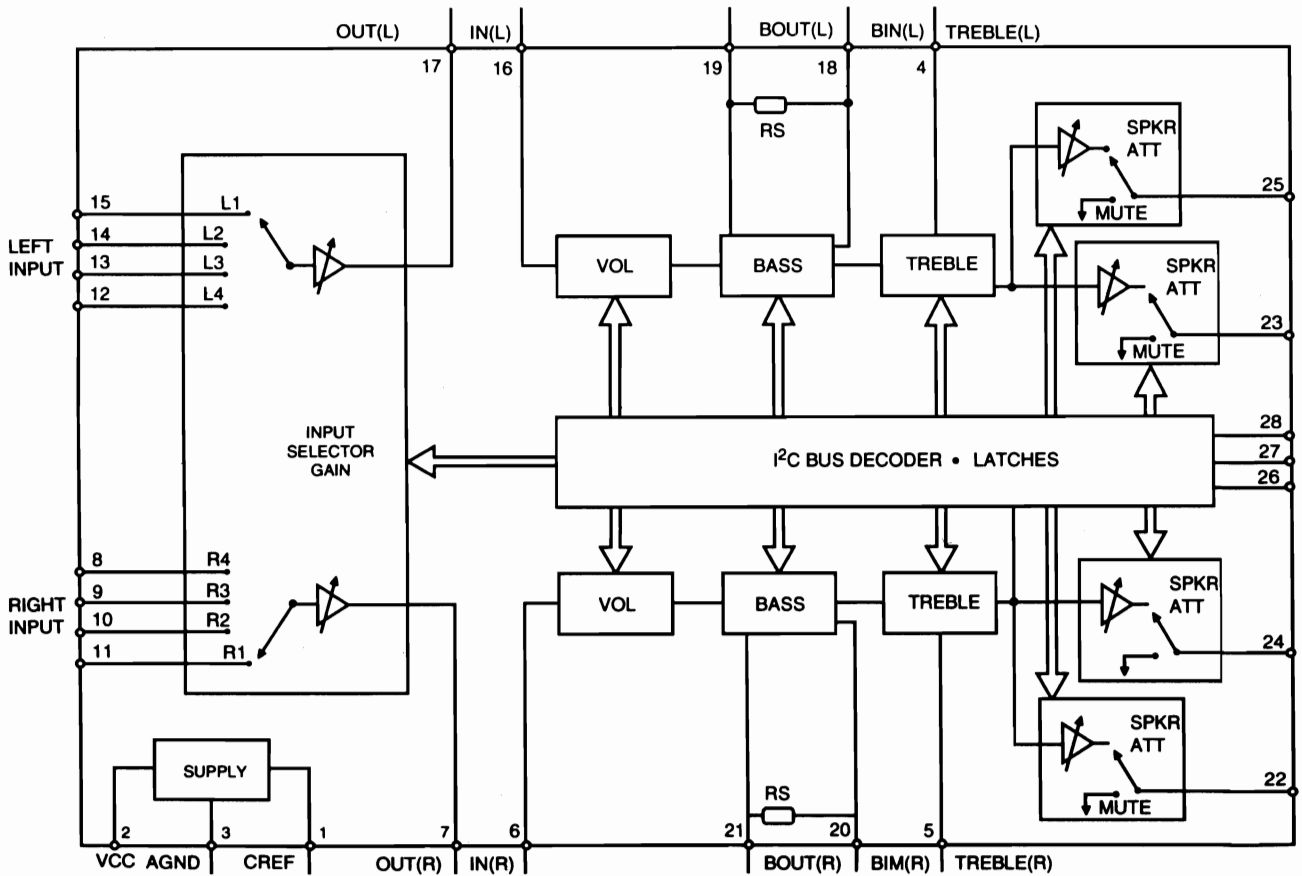 OUT(L) IN(L) BOUT(L) BIN(L) TREBLE(L)
17 16 19 18 4
RS
SPKR
ATT
MUTE
25
15 L1
14 L2
13 L3
12 L4
LEFT
INPUT
VOL BASS TREBLE
SPKR
ATT
MUTE
23
INPUT
SELECTOR
GAIN
I²C BUS DECODER • LATCHES
28
27
26
8 R4
9 R3
10 R2
11 R1
RIGHT
INPUT
VOL BASS TREBLE
SPKR
ATT
24
SPKR
ATT
MUTE
22
SUPPLY
RS
2 3 1 7 6 21 20 5
VCC AGND CREF OUT(R) IN(R) BOUT(R) BIM(R) TREBLE(R)